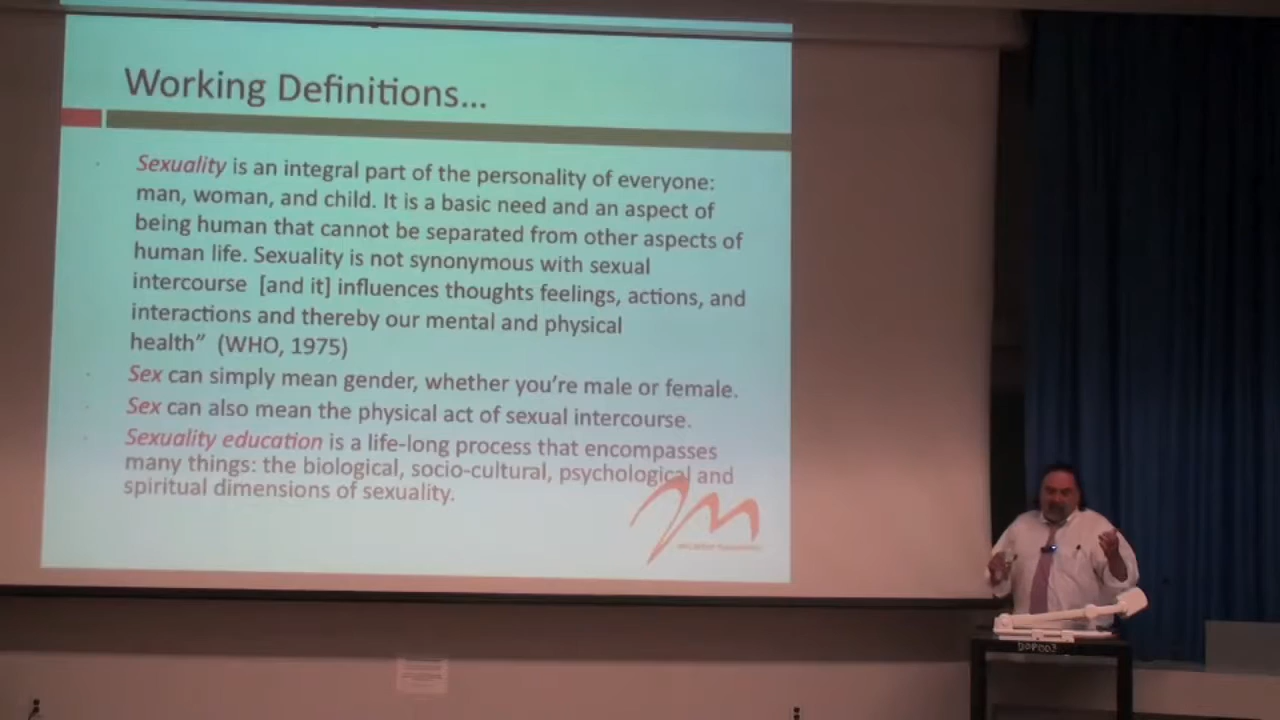 Working Definitions...
Sexuality is an integral part of the personality of everyone:
man, woman, and child. It is a basic need and an aspect of
being human that cannot be separated from other aspects of
human life. Sexuality is not synonymous with sexual
intercourse [and it] influences thoughts feelings, actions, and
interactions and thereby our mental and physical
health” (WHO, 1975)
Sex can simply mean gender, whether you’re male or female.
Sex can also mean the physical act of sexual intercourse.
Sexuality education is a life-long process that encompasses
many things: the biological, socio-cultural, psychological and
spiritual dimensions of sexuality.
DOP003